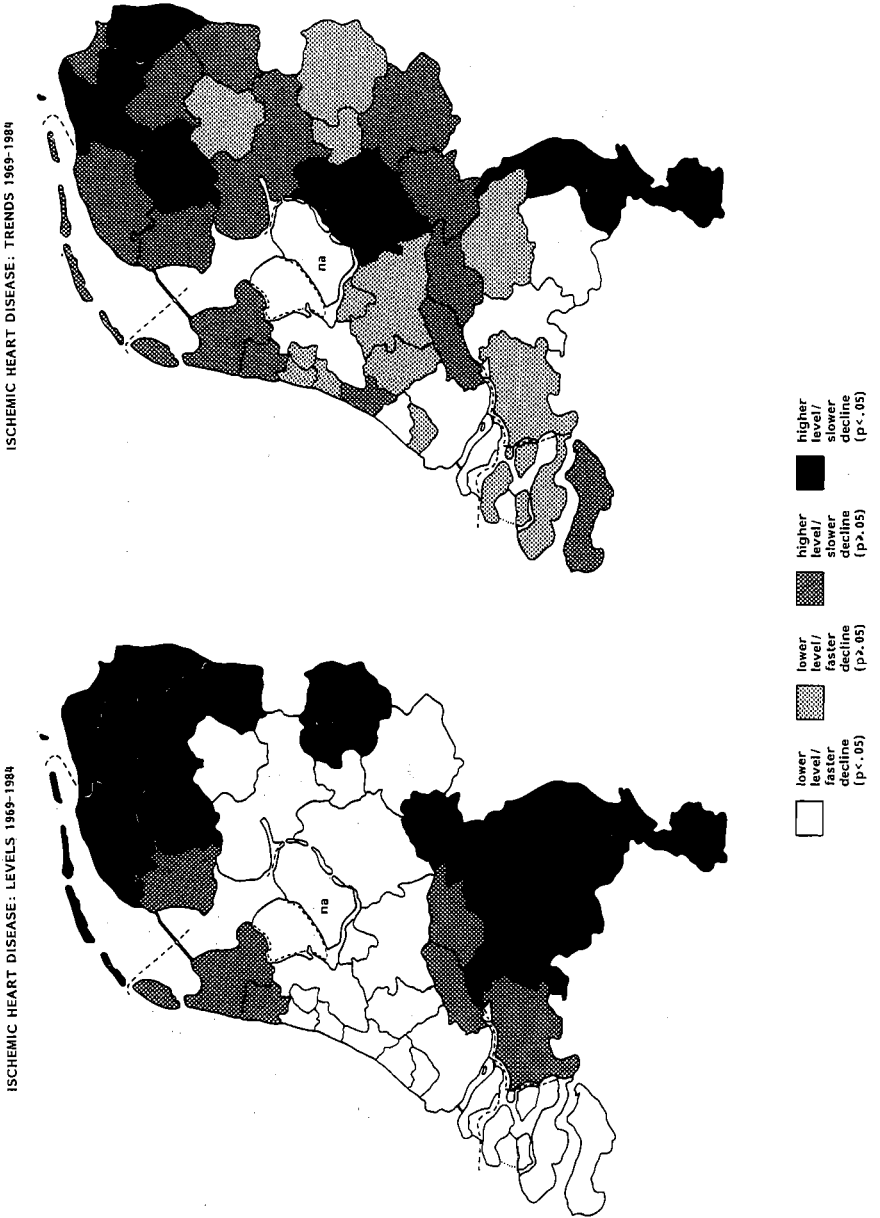 ISCHEMIC HEART DISEASE: LEVELS 1969-1984
na
ISCHEMIC HEART DISEASE: TRENDS 1969-1984
na
lower
level/
faster
decline
(p<.05)
lower
level/
faster
decline
(p≥.05)
higher
level/
slower
decline
(p≥.05)
higher
level/
slower
decline
(p<.05)